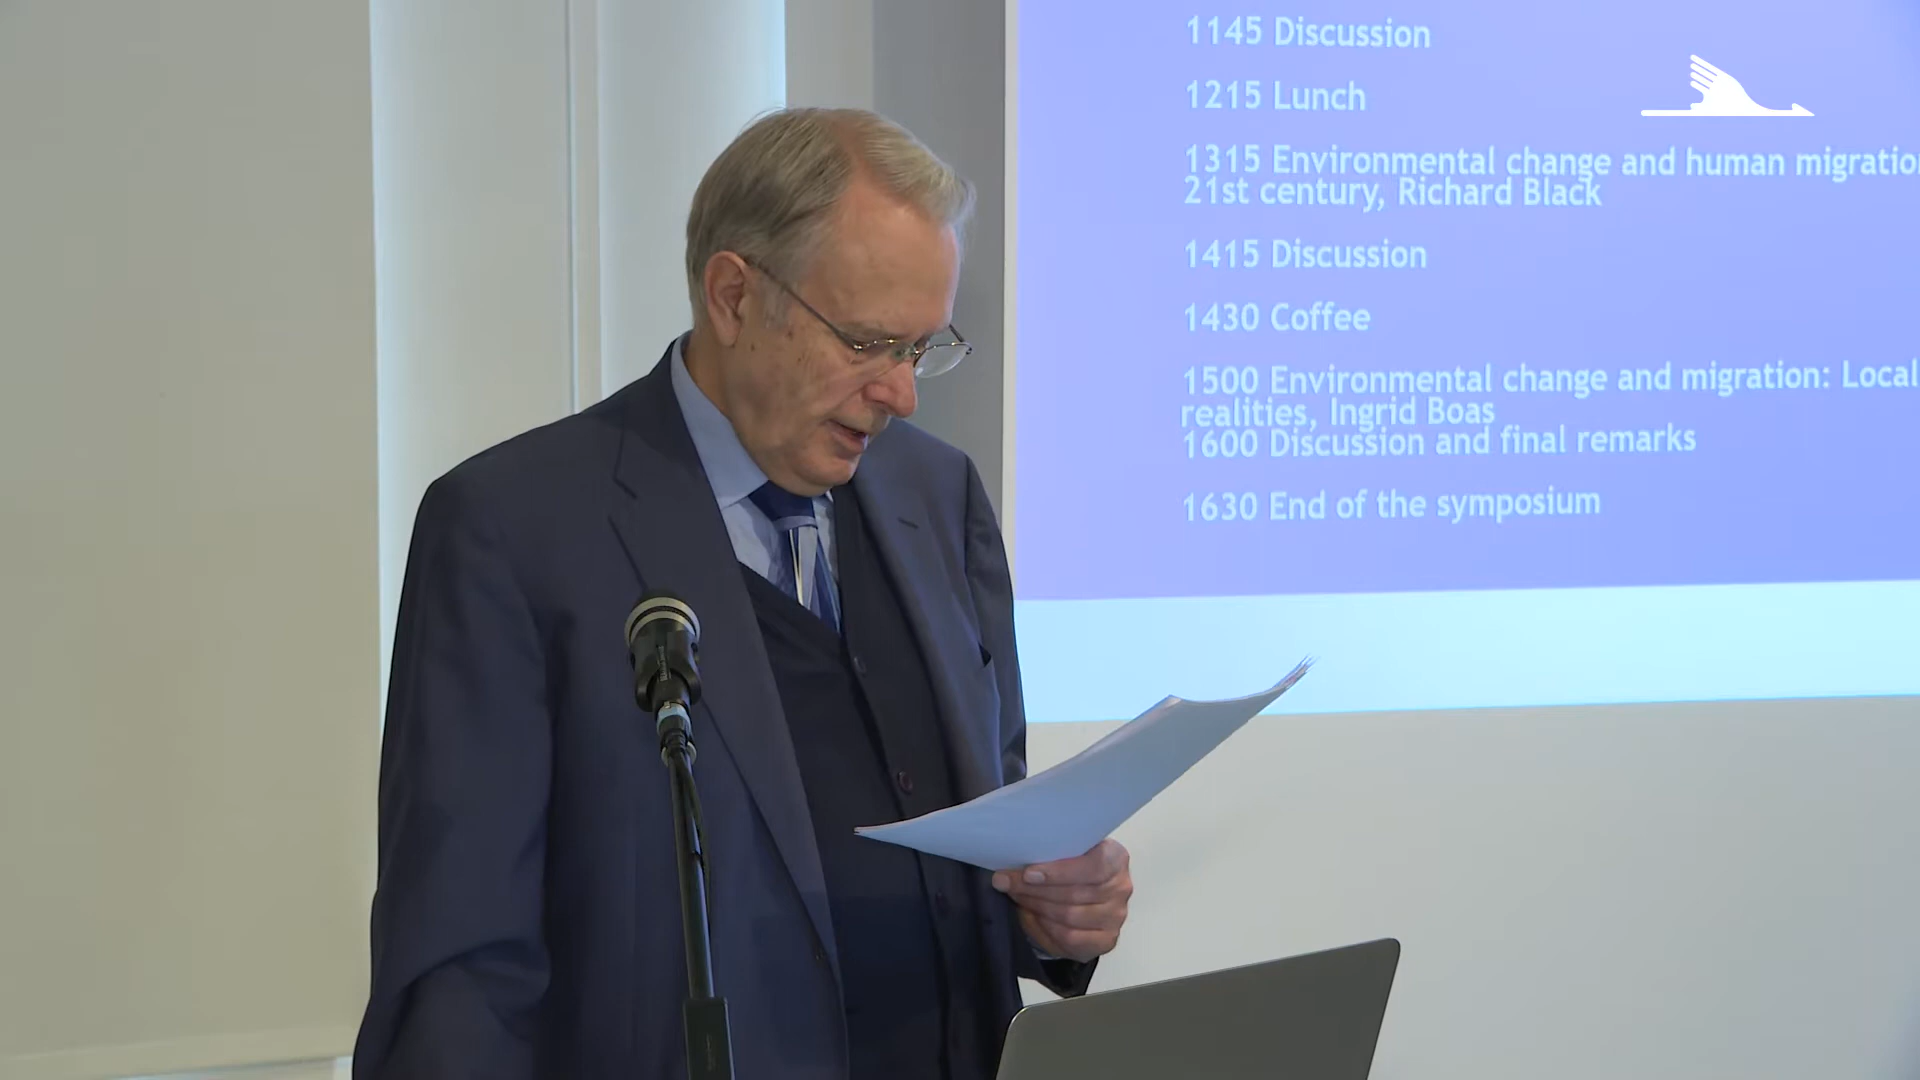 1145 Discussion
1215 Lunch
1315 Environmental change and human
21st century, Richard Black
1415 Discussion
1430 Coffee
1500 Environmental change and migration: Local
realities, Ingrid Boas
1600 Discussion and final remarks
1630 End of the symposium